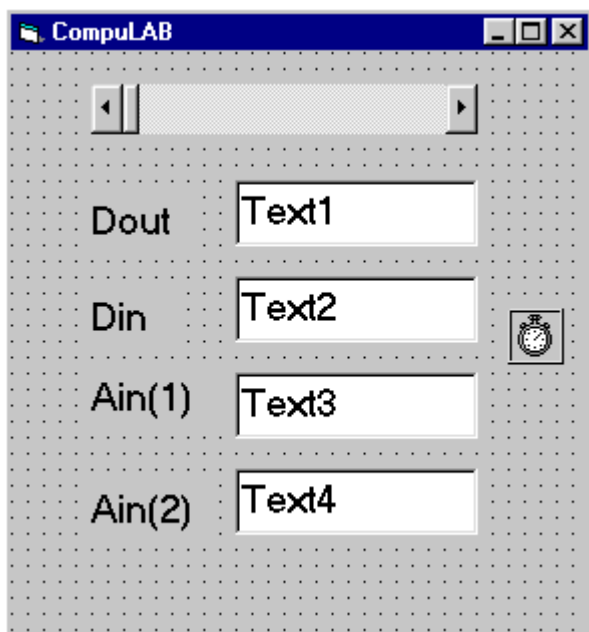 CompuLAB
Dout Text1
Din Text2
Ain(1) Text3
Ain(2) Text4